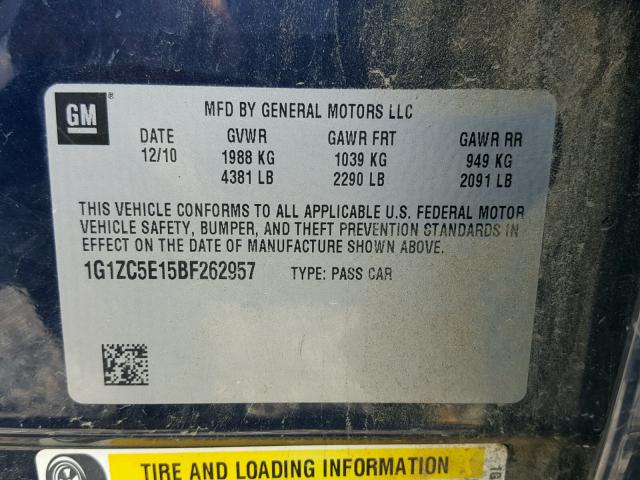 GM ®
MFD BY GENERAL MOTORS LLC
DATE GVWR GAWR FRT GAWR RR
12/10 1988 KG 1039 KG 949 KG
4381 LB 2290 LB 2091 LB
THIS VEHICLE CONFORMS TO ALL APPLICABLE U.S. FEDERAL MOTOR
VEHICLE SAFETY, BUMPER, AND THEFT PREVENTION STANDARDS IN
EFFECT ON THE DATE OF MANUFACTURE SHOWN ABOVE.
1G1ZC5E15BF262957 TYPE: PASS CAR
TIRE AND LOADING INFORMATION